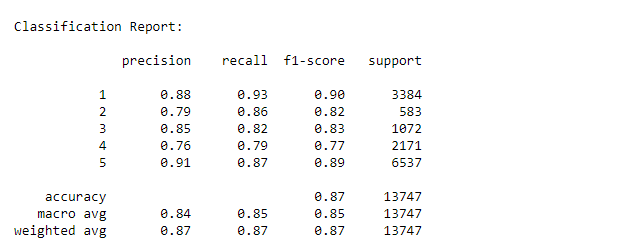 Classification Report:
precision recall f1-score support
1 0.88 0.93 0.90 3384
2 0.79 0.86 0.82 583
3 0.85 0.82 0.83 1072
4 0.76 0.79 0.77 2171
5 0.91 0.87 0.89 6537
accuracy 0.87 13747
macro avg 0.84 0.85 0.85 13747
weighted avg 0.87 0.87 0.87 13747